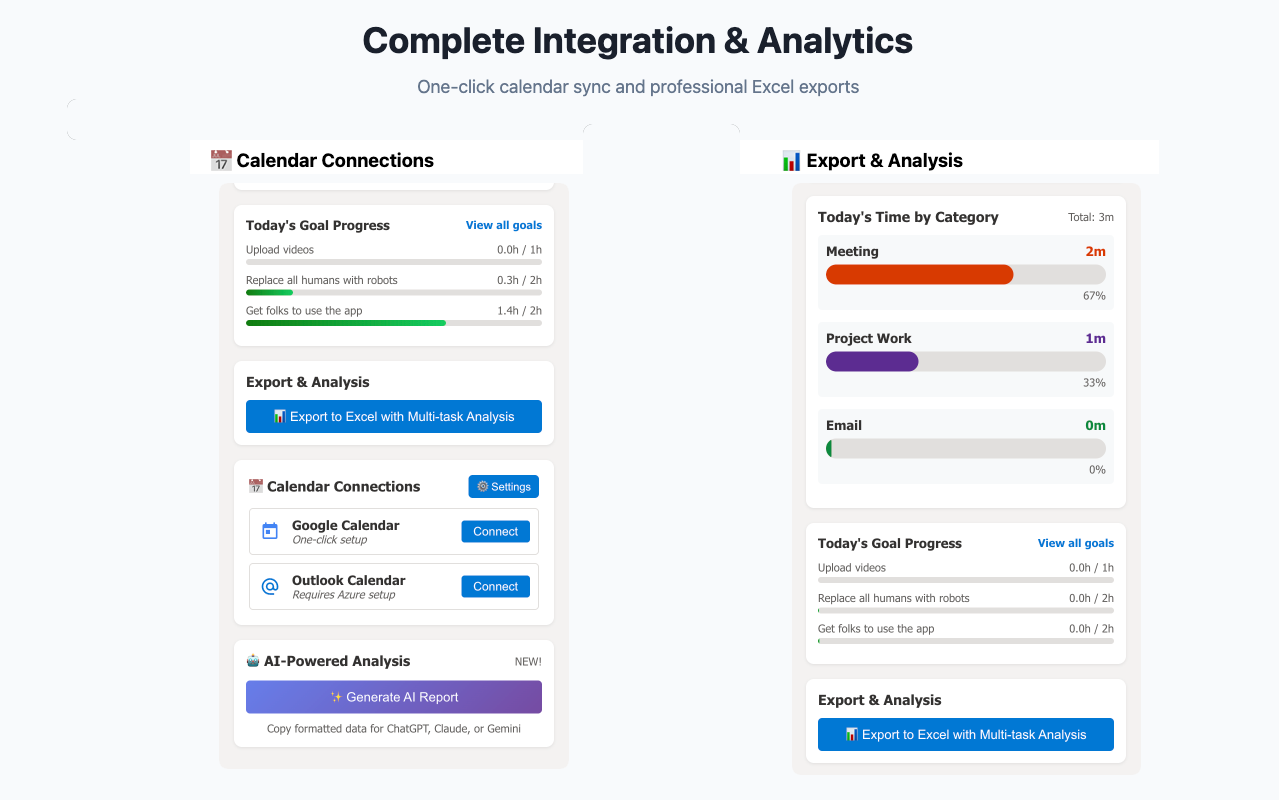 Complete Integration & Analytics
One-click calendar sync and professional Excel exports
📅 Calendar Connections
Today's Goal Progress View all goals
Upload videos 0.0h / 1h
Replace all humans with robots 0.3h / 2h
Get folks to use the app 1.4h / 2h
Export & Analysis
📊 Export to Excel with Multi-task Analysis
📅 Calendar Connections ⚙️ Settings
Google Calendar
One-click setup
Connect
Outlook Calendar
Requires Azure setup
Connect
🤖 AI-Powered Analysis NEW!
✨ Generate AI Report
Copy formatted data for ChatGPT, Claude, or Gemini
📊 Export & Analysis
Today's Time by Category Total: 3m
Meeting 2m
67%
Project Work 1m
33%
Email 0m
0%
Today's Goal Progress View all goals
Upload videos 0.0h / 1h
Replace all humans with robots 0.0h / 2h
Get folks to use the app 0.0h / 2h
Export & Analysis
📊 Export to Excel with Multi-task Analysis